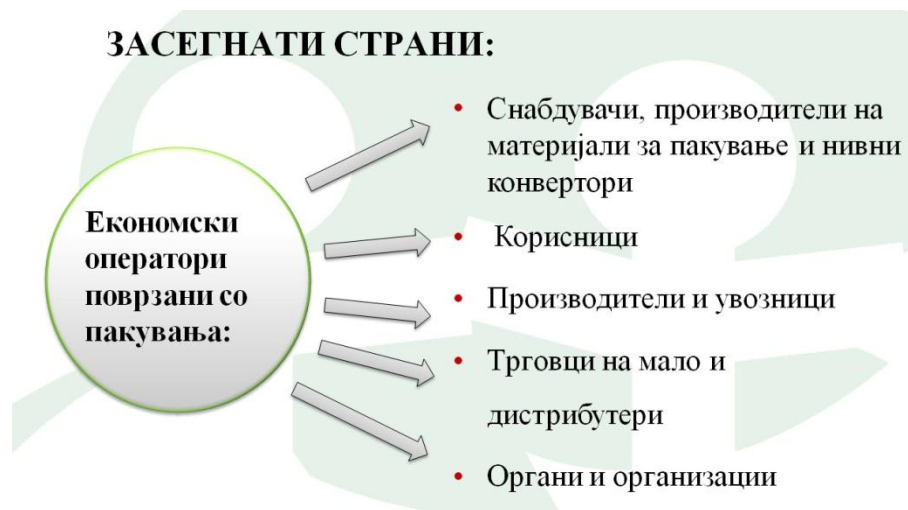 ЗАСЕГНАТИ СТРАНИ:
Економски
оператори
поврзани со
пакувања:
• Снабдувачи, производители на
материјали за пакување и нивни
конвертори
• Корисници
• Производители и увозници
• Трговци на мало и
дистрибутери
• Органи и организации